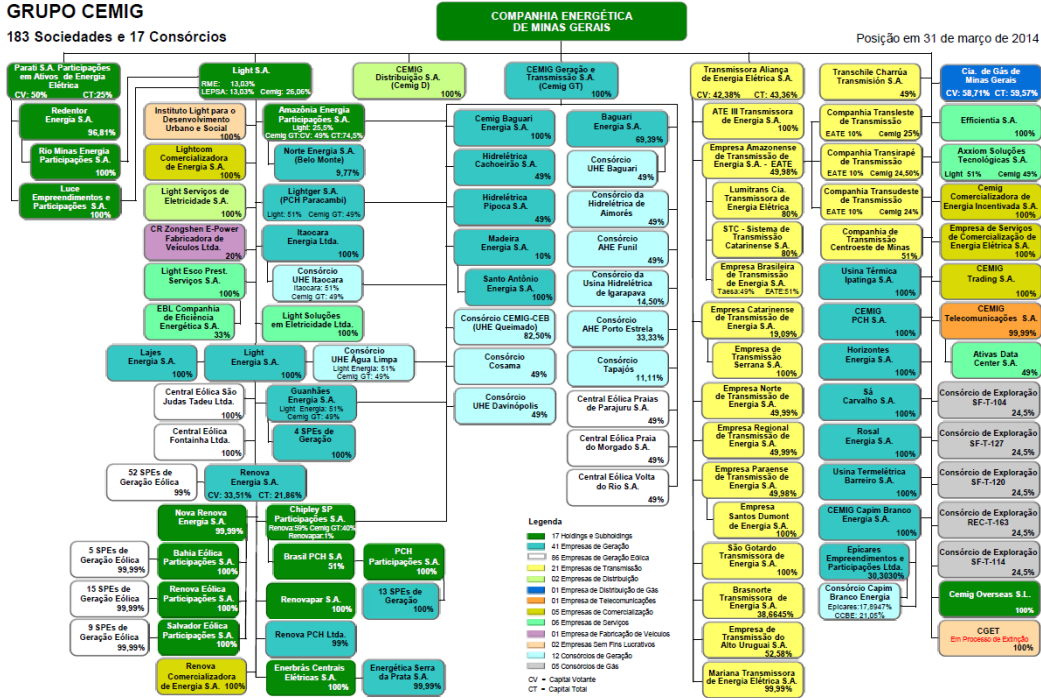 GRUPO CEMIG
183 Sociedades e 17 Consórcios
COMPANHIA ENERGÉTICA
DE MINAS GERAIS
Posição em 31 de março de 2014
Parati S.A. Participações
em Ativos de Energia
Elétrica
CV: 50% CT:25%
Redentor
Energia S.A.
96,81%
Rio Minas Energia
Participações S.A.
100%
Luce
Empreendimentos e
Participações S.A.
100%
Light S.A.
RME: 13,03%
LEPSA: 13,03% Cemig: 26,06%
Instituto Light para o
Desenvolvimento
Urbano e Social
100%
Lightcom
Comercializadora
de Energia S.A.
100%
Light Serviços de
Eletricidade S.A.
100%
CR Zongshen E-Power
Fabricadora de
Veículos Ltda.
20%
Light Esco Prest.
Serviços S.A.
100%
EBL Companhia
de Eficiência
Energética S.A.
33%
Amazônia Energia
Participações S.A.
Light: 25,5%
Cemig GT:CV: 49% CT:74,5%
Norte Energia S.A.
(Belo Monte)
9,77%
Lightger S.A.
(PCH Paracambi)
Light: 51% Cemig GT: 49%
Itaocara
Energia Ltda.
100%
Consórcio
UHE Itaocara
Itaocara: 51%
Cemig GT: 49%
Light Soluções
em Eletricidade Ltda.
100%
Lajes
Energia S.A.
100%
Light
Energia S.A.
100%
Consórcio
UHE Água Limpa
Light Energia: 51%
Cemig GT: 49%
Central Eólica São
Judas Tadeu Ltda.
100%
Guanhães
Energia S.A.
Light Energia: 51%
Cemig GT: 49%
Central Eólica
Fontainha Ltda.
100%
4 SPEs de
Geração
100%
52 SPEs de
Geração Eólica
99%
Renova
Energia S.A.
CV: 33,51% CT: 21,86%
Nova Renova
Energia S.A.
99,99%
Chipley SP
Participações S.A.
Renova:59% Cemig GT:40%
Renovapar:1%
5 SPEs de
Geração Eólica
99,99%
Bahia Eólica
Participações S.A.
100%
Brasil PCH S.A
51%
PCH
Participações S.A.
100%
15 SPEs de
Geração Eólica
99,99%
Renova Eólica
Participações S.A.
100%
Renovapar S.A.
100%
13 SPEs de
Geração
100%
9 SPEs de
Geração Eólica
99,99%
Salvador Eólica
Participações S.A.
100%
Renova PCH Ltda.
99%
Renova
Comercializadora
de Energia S.A. 100%
Enerbrás Centrais
Elétricas S.A.
100%
Energética Serra
da Prata S.A.
99,99%
CEMIG
Distribuição S.A.
(Cemig D)
100%
CEMIG Geração e
Transmissão S.A.
(Cemig GT)
100%
Cemig Baguari
Energia S.A.
100%
Hidrelétrica
Cachoeirão S.A.
49%
Hidrelétrica
Pipoca S.A.
49%
Madeira
Energia S.A.
10%
Santo Antônio
Energia S.A.
100%
Consórcio CEMIG-CEB
(UHE Queimado)
82,50%
Consórcio
Cosama
49%
Consórcio
UHE Davinópolis
49%
Baguari
Energia S.A.
69,39%
Consórcio
UHE Baguari
49%
Consórcio da
Hidrelétrica de
Aimorés
49%
Consórcio
AHE Funil
49%
Consórcio da
Usina Hidrelétrica
de Igarapava
14,50%
Consórcio
AHE Porto Estrela
33,33%
Consórcio
Tapajós
11,11%
Central Eólica Praias
de Parajuru S.A.
49%
Central Eólica Praia
do Morgado S.A.
49%
Central Eólica Volta
do Rio S.A.
49%
Legenda
17 Holdings e Subholdings
41 Empresas de Geração
86 Empresas de Geração Eólica
21 Empresas de Transmissão
02 Empresas de Distribuição
01 Empresa de Distribuição de Gás
01 Empresa de Telecomunicações
05 Empresas de Comercialização
06 Empresas de Serviços
01 Empresa de Fabricação de Veículos
02 Empresas Sem Fins Lucrativos
12 Consórcios de Geração
05 Consórcios de Gás
CV = Capital Votante
CT = Capital Total
Transmissora Aliança
de Energia Elétrica S.A.
CV: 42,38% CT: 43,36%
ATE III Transmissora
de Energia S.A.
100%
Empresa Amazonense
de Transmissão de
Energia S.A. - EATE
49,98%
Lumitrans Cia.
Transmissora de
Energia Elétrica
80%
STC - Sistema de
Transmissão
Catarinense S.A.
80%
Empresa Brasileira
de Transmissão
de Energia S.A.
Taesa:49% EATE:51%
Empresa Catarinense
de Transmissão de
Energia S.A.
19,09%
Empresa de
Transmissão
Serrana S.A.
100%
Empresa Norte
de Transmissão de
Energia S.A.
49,99%
Empresa Regional
de Transmissão de
Energia S.A.
49,99%
Empresa Paraense
de Transmissão de
Energia S.A.
49,98%
Empresa
Santos Dumont
de Energia S.A.
100%
São Gotardo
Transmissora de
Energia S.A.
100%
Brasnorte
Transmissora de
Energia S.A.
38,6645%
Empresa de
Transmissão do
Alto Uruguai S.A.
52,58%
Mariana Transmissora
de Energia Elétrica S.A.
99,99%
Transchile Charrúa
Transmisión S.A.
49%
Companhia Transleste
de Transmissão
EATE 10% Cemig 25%
Companhia Transirapé
de Transmissão
EATE 10% Cemig 24,50%
Companhia Transudeste
de Transmissão
EATE 10% Cemig 24%
Companhia de
Transmissão
Centroeste de Minas
51%
Usina Térmica
Ipatinga S.A.
100%
CEMIG
PCH S.A.
100%
Horizontes
Energia S.A.
100%
Sá
Carvalho S.A.
100%
Rosal
Energia S.A.
100%
Usina Termelétrica
Barreiro S.A.
100%
CEMIG Capim Branco
Energia S.A.
100%
Epícares
Empreendimentos e
Participações Ltda.
30,3030%
Consórcio Capim
Branco Energia
Epícares:17,8947%
CCBE: 21,05%
Cia. de Gás de
Minas Gerais
CV: 58,71% CT: 59,57%
Efficientia S.A.
100%
Axxiom Soluções
Tecnológicas S.A.
Light 51% Cemig 49%
Cemig
Comercializadora de
Energia Incentivada S.A.
100%
Empresa de Serviços
de Comercialização de
Energia Elétrica S.A.
100%
CEMIG
Trading S.A.
100%
CEMIG
Telecomunicações S.A.
99,99%
Ativas Data
Center S.A.
49%
Consórcio de Exploração
SF-T-104
24,5%
Consórcio de Exploração
SF-T-127
24,5%
Consórcio de Exploração
SF-T-120
24,5%
Consórcio de Exploração
REC-T-163
24,5%
Consórcio de Exploração
SF-T-114
24,5%
Cemig Overseas S.L.
100%
CGET
Em Processo de Extinção
100%